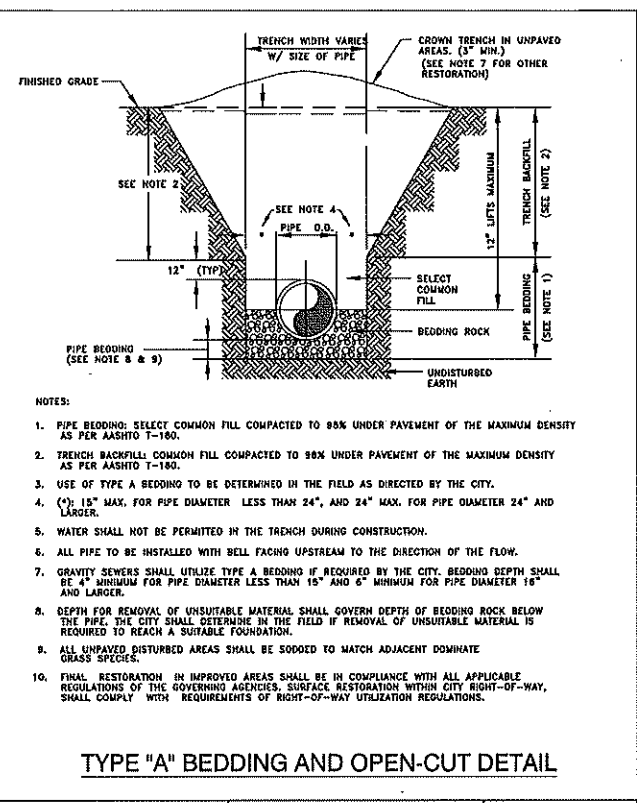 TRENCH WIDTH VARIES
W/ SIZE OF PIPE
CROWN TRENCH IN UNPAVED
AREAS. (3" MIN.)
(SEE NOTE 7 FOR OTHER
RESTORATION)
FINISHED GRADE
SEE NOTE 2
12" LIFTS MAXIMUM
TRENCH BACKFILL
(SEE NOTE 2)
SEE NOTE 4
PIPE O.D.
12" (TYP)
SELECT
COMMON
FILL
BEDDING ROCK
PIPE BEDDING
(SEE NOTE 1)
PIPE BEDDING
(SEE NOTE 8 & 9)
UNDISTURBED
EARTH
NOTES:
1. PIPE BEDDING: SELECT COMMON FILL COMPACTED TO 98% UNDER PAVEMENT OF THE MAXIMUM DENSITY
AS PER AASHTO T-180.
2. TRENCH BACKFILL: COMMON FILL COMPACTED TO 98% UNDER PAVEMENT OF THE MAXIMUM DENSITY
AS PER AASHTO T-180.
3. USE OF TYPE A BEDDING TO BE DETERMINED IN THE FIELD AS DIRECTED BY THE CITY.
4. (*): 15" MAX. FOR PIPE DIAMETER LESS THAN 24", AND 24" MAX. FOR PIPE DIAMETER 24" AND
LARGER.
5. WATER SHALL NOT BE PERMITTED IN THE TRENCH DURING CONSTRUCTION.
6. ALL PIPE TO BE INSTALLED WITH BELL FACING UPSTREAM TO THE DIRECTION OF THE FLOW.
7. GRAVITY SEWERS SHALL UTILIZE TYPE A BEDDING IF REQUIRED BY THE CITY. BEDDING DEPTH SHALL
BE 4" MINIMUM FOR PIPE DIAMETER LESS THAN 15" AND 6" MINIMUM FOR PIPE DIAMETER 16"
AND LARGER.
8. DEPTH FOR REMOVAL OF UNSUITABLE MATERIAL SHALL GOVERN DEPTH OF BEDDING ROCK BELOW
THE PIPE. THE CITY SHALL DETERMINE IN THE FIELD IF REMOVAL OF UNSUITABLE MATERIAL IS
REQUIRED TO REACH A SUITABLE FOUNDATION.
9. ALL UNPAVED DISTURBED AREAS SHALL BE SODDED TO MATCH ADJACENT DOMINATE
GRASS SPECIES.
10. FINAL RESTORATION IN IMPROVED AREAS SHALL BE IN COMPLIANCE WITH ALL APPLICABLE
REGULATIONS OF THE GOVERNING AGENCIES. SURFACE RESTORATION WITHIN CITY RIGHT-OF-WAY,
SHALL COMPLY WITH REQUIREMENTS OF RIGHT-OF-WAY UTILIZATION REGULATIONS.
TYPE "A" BEDDING AND OPEN-CUT DETAIL